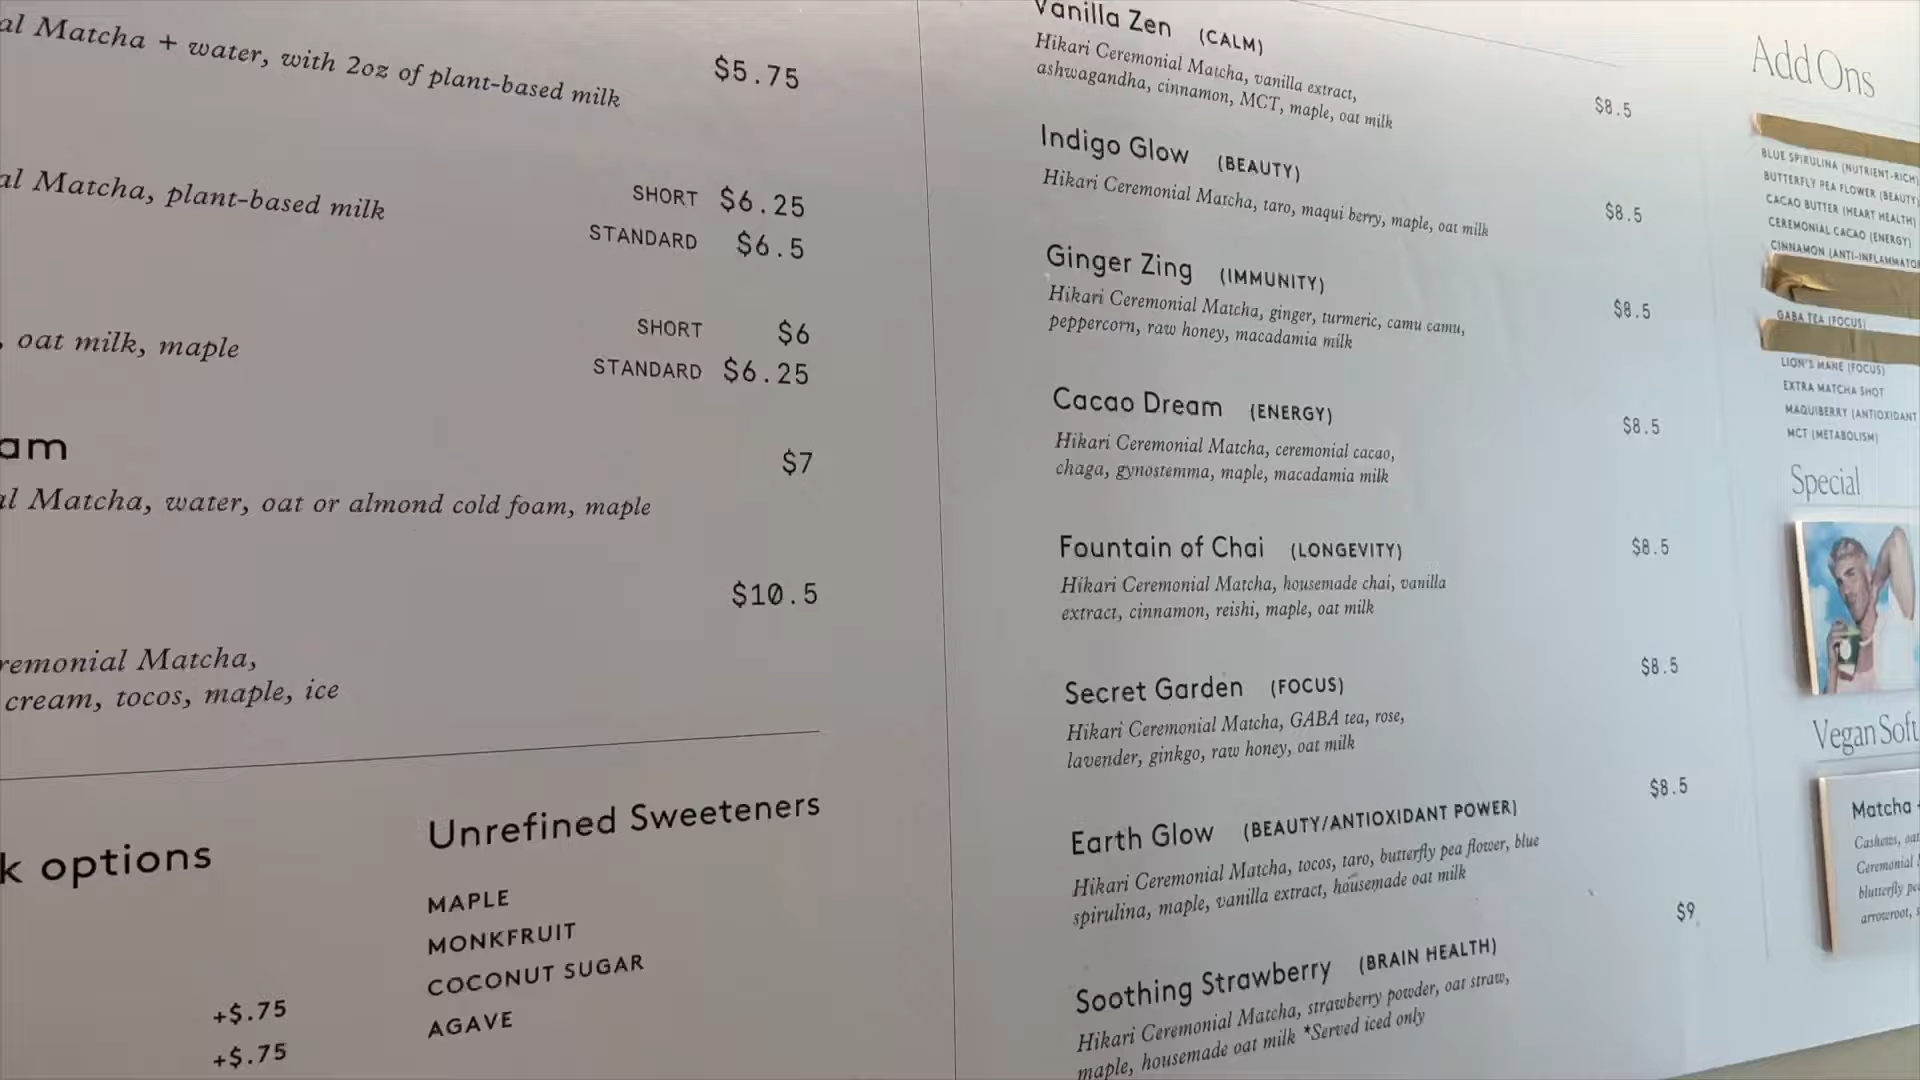 al Matcha + water, with 2oz of plant-based milk
$5.75
al Matcha, plant-based milk
SHORT $6.25
STANDARD $6.5
, oat milk, maple
SHORT $6
STANDARD $6.25
am
$7
al Matcha, water, oat or almond cold foam, maple
$10.5
remonial Matcha,
cream, tocos, maple, ice
k options
+$.75
+$.75
Unrefined Sweeteners
MAPLE
MONKFRUIT
COCONUT SUGAR
AGAVE
Vanilla Zen (CALM)
Hikari Ceremonial Matcha, vanilla extract,
ashwagandha, cinnamon, MCT, maple, oat milk
$8.5
Indigo Glow (BEAUTY)
Hikari Ceremonial Matcha, taro, maqui berry, maple, oat milk
$8.5
Ginger Zing (IMMUNITY)
Hikari Ceremonial Matcha, ginger, turmeric, camu camu,
peppercorn, raw honey, macadamia milk
$8.5
Cacao Dream (ENERGY)
Hikari Ceremonial Matcha, ceremonial cacao,
chaga, gynostemma, maple, macadamia milk
$8.5
Fountain of Chai (LONGEVITY)
Hikari Ceremonial Matcha, housemade chai, vanilla
extract, cinnamon, reishi, maple, oat milk
$8.5
Secret Garden (FOCUS)
Hikari Ceremonial Matcha, GABA tea, rose,
lavender, ginkgo, raw honey, oat milk
$8.5
Earth Glow (BEAUTY/ANTIOXIDANT POWER)
Hikari Ceremonial Matcha, tocos, taro, butterfly pea flower, blue
spirulina, maple, vanilla extract, housemade oat milk
$8.5
Soothing Strawberry (BRAIN HEALTH)
Hikari Ceremonial Matcha, strawberry powder, oat straw,
maple, housemade oat milk *Served iced only
$9
Add Ons
BLUE SPIRULINA (NUTRIENT-RICH)
BUTTERFLY PEA FLOWER (BEAUTY)
CACAO BUTTER (HEART HEALTH)
CEREMONIAL CACAO (ENERGY)
CINNAMON (ANTI-INFLAMMATO
GABA TEA (FOCUS)
LION'S MANE (FOCUS)
EXTRA MATCHA SHOT
MAQUIBERRY (ANTIOXIDANT
MCT (METABOLISM)
Special
Vegan Soft
Matcha +
Cashews, oat
Ceremonial
blutterfly pe
arrowroot, s